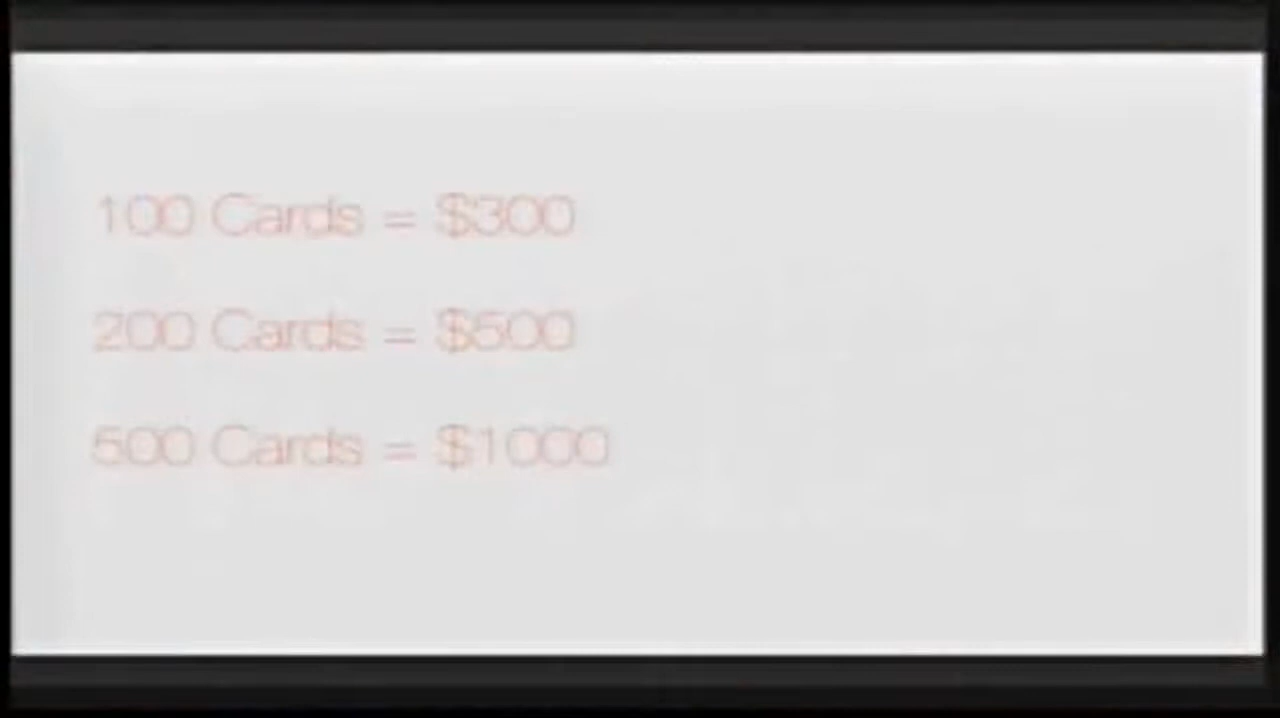 100 Cards = $300
200 Cards = $500
500 Cards = $1000